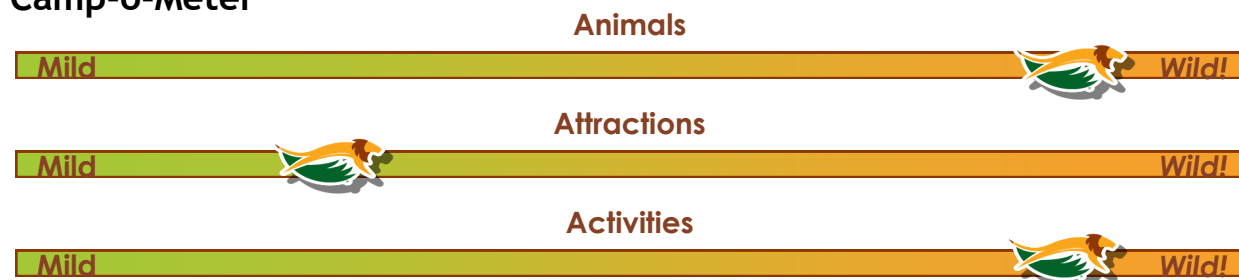 Camp-o-Meter
Animals
Mild Wild!
Attractions
Mild Wild!
Activities
Mild Wild!